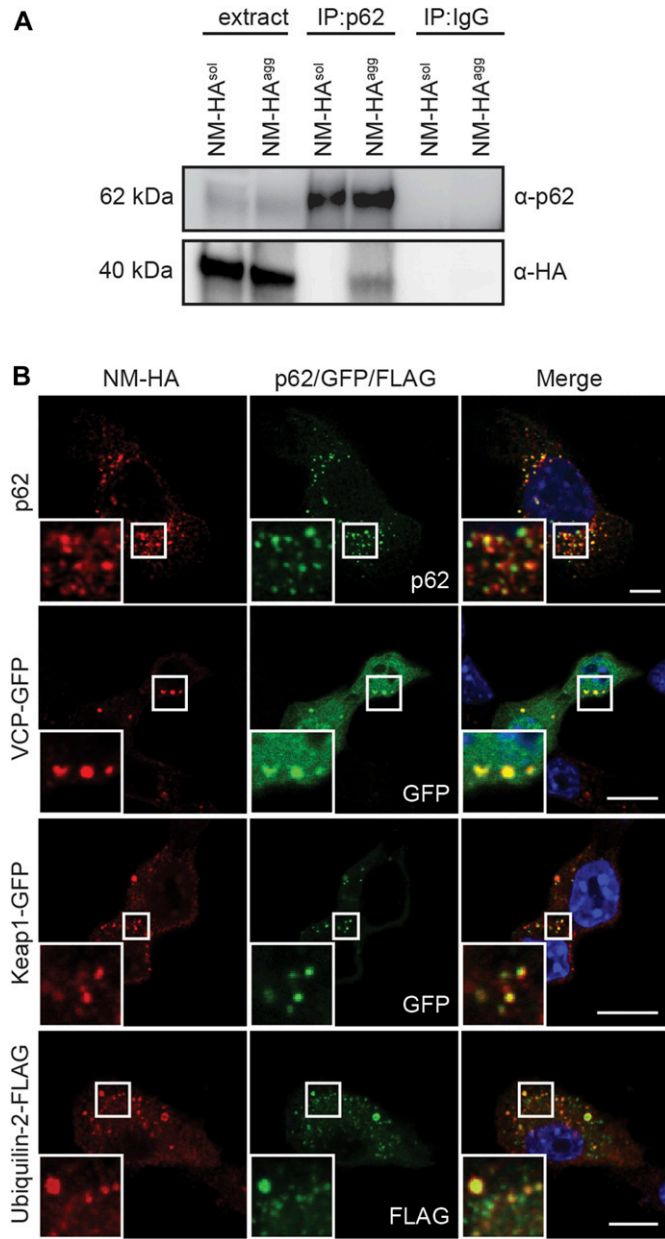 A
extract IP:p62 IP:IgG
NM-HAsol NM-HAagg NM-HAsol NM-HAagg NM-HAsol NM-HAagg
62 kDa α-p62
40 kDa α-HA
B
NM-HA p62/GFP/FLAG Merge
p62
p62
VCP-GFP
GFP
Keap1-GFP
GFP
Ubiquilin-2-FLAG
FLAG